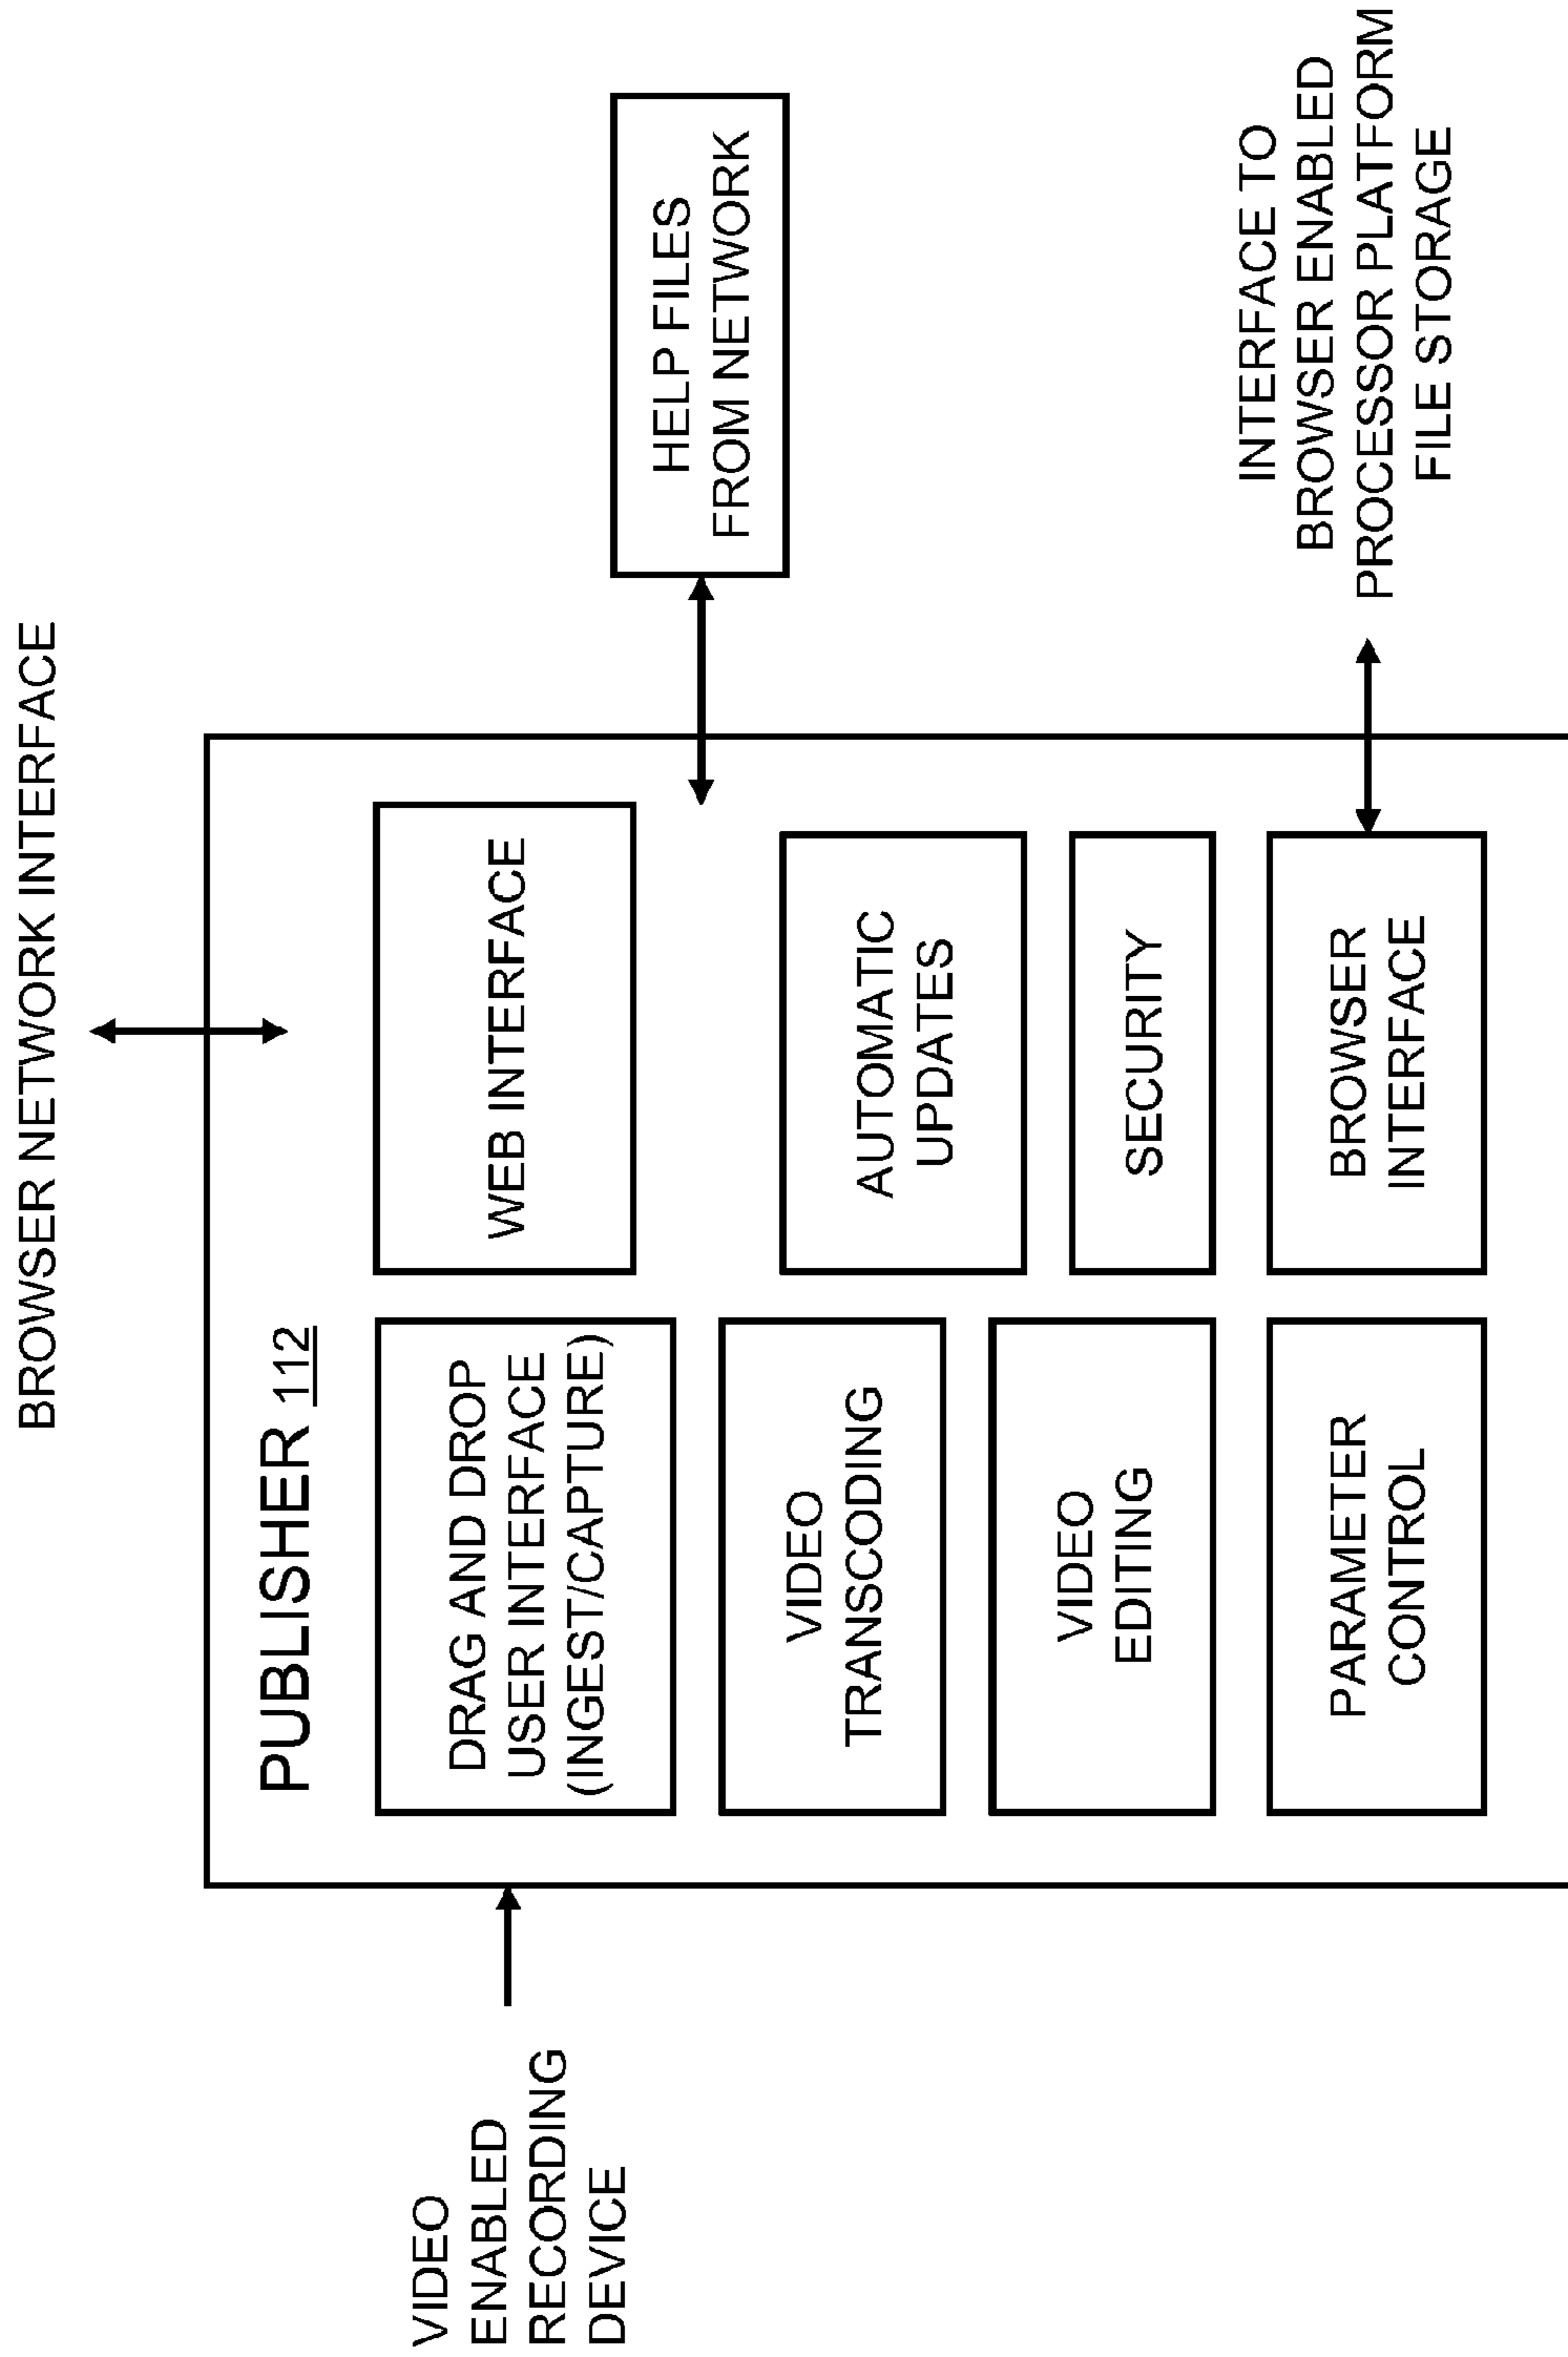 BROWSER NETWORK INTERFACE
PUBLISHER 112
VIDEO
ENABLED
RECORDING
DEVICE
DRAG AND DROP
USER INTERFACE
(INGEST/CAPTURE)
WEB INTERFACE
HELP FILES
FROM NETWORK
VIDEO
TRANSCODING
AUTOMATIC
UPDATES
VIDEO
EDITING
SECURITY
PARAMETER
CONTROL
BROWSER
INTERFACE
INTERFACE TO
BROWSER ENABLED
PROCESSOR PLATFORM
FILE STORAGE